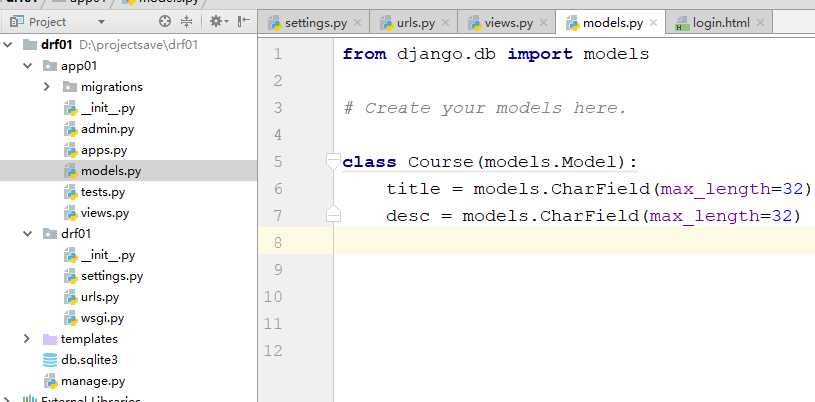 drf01 app01 models.py
Project
settings.py urls.py views.py models.py login.html
drf01 D:\projectsave\drf01
app01
migrations
__init__.py
admin.py
apps.py
models.py
tests.py
views.py
drf01
__init__.py
settings.py
urls.py
wsgi.py
templates
db.sqlite3
manage.py
External Libraries
1 from django.db import models
2
3 # Create your models here.
4
5 class Course(models.Model):
6 title = models.CharField(max_length=32)
7 desc = models.CharField(max_length=32)
8
9
10
11
12